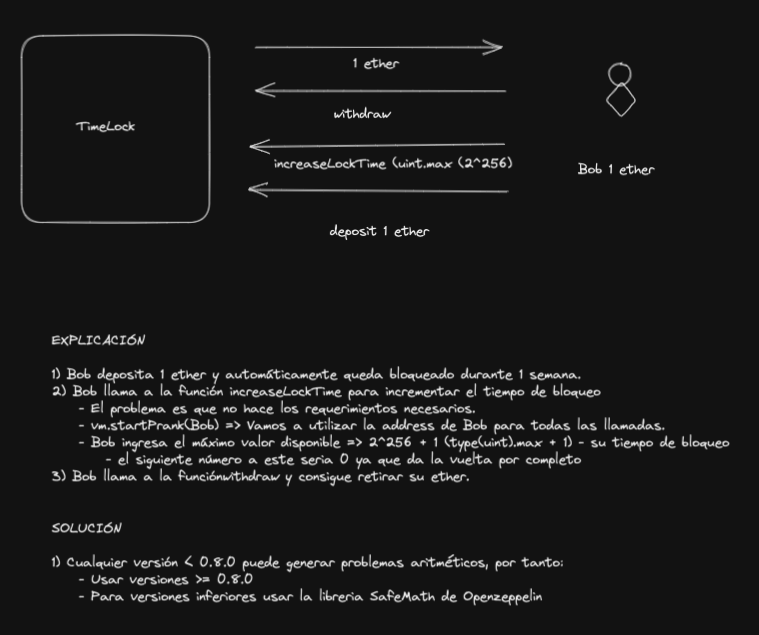 1 ether
TimeLock
withdraw
increaseLockTime (uint.max (2^256)
Bob 1 ether
deposit 1 ether
EXPLICACIÓN
1) Bob deposita 1 ether y automáticamente queda bloqueado durante 1 semana.
2) Bob llama a la función increaseLockTime para incrementar el tiempo de bloqueo
- El problema es que no hace los requerimientos necesarios.
- vm.startPrank(Bob) => Vamos a utilizar la address de Bob para todas las llamadas.
- Bob ingresa el máximo valor disponible => 2^256 + 1 (type(uint).max + 1) - su tiempo de bloqueo
- el siguiente número a este seria 0 ya que da la vuelta por completo
3) Bob llama a la funciónwithdraw y consigue retirar su ether.
SOLUCIÓN
1) Cualquier versión < 0.8.0 puede generar problemas aritméticos, por tanto:
- Usar versiones >= 0.8.0
- Para versiones inferiores usar la libreria SafeMath de Openzeppelin